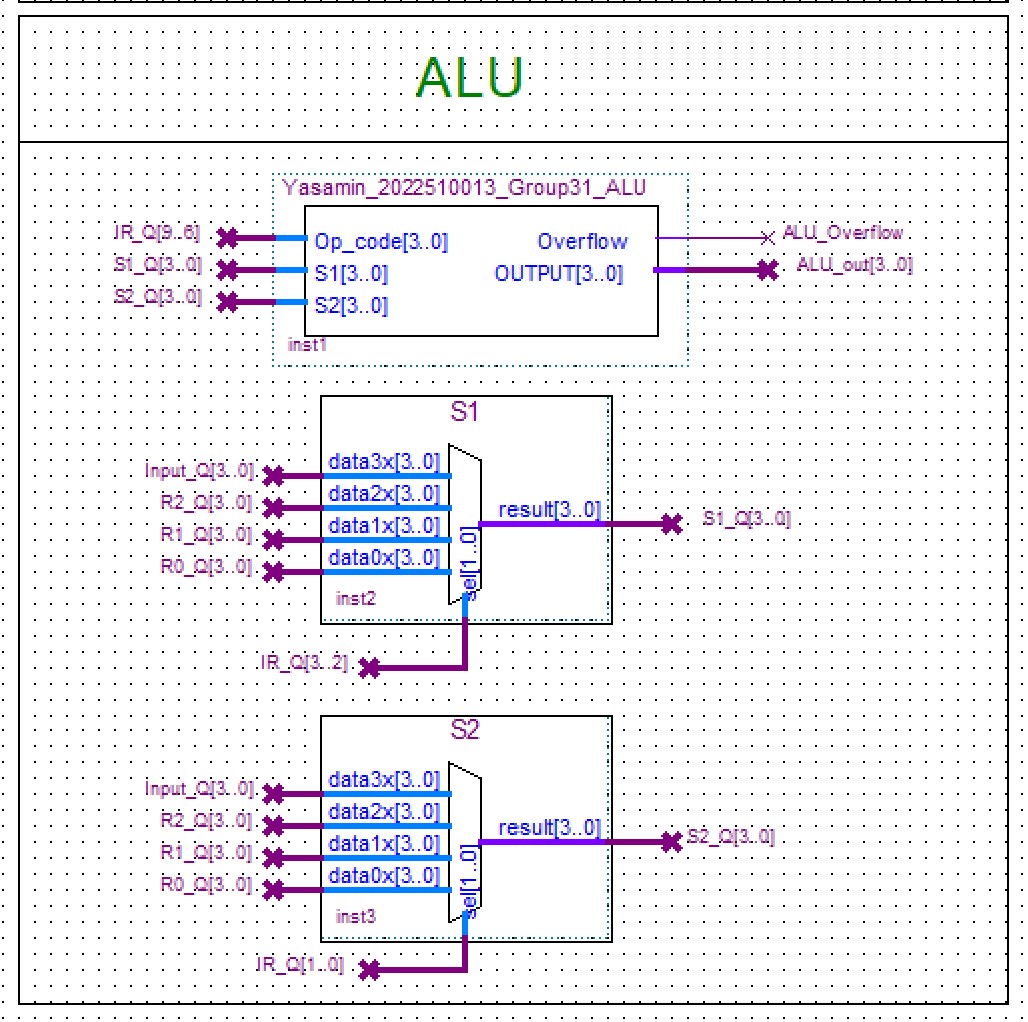 ALU
Yasamin_2022510013_Group31_ALU
IR_Q[9..6] Op_code[3..0] Overflow ALU_Overflow
S1_Q[3..0] S1[3..0] OUTPUT[3..0] ALU_out[3..0]
S2_Q[3..0] S2[3..0]
inst1
S1
Input_Q[3..0] data3x[3..0]
R2_Q[3..0] data2x[3..0] result[3..0] S1_Q[3..0]
R1_Q[3..0] data1x[3..0]
R0_Q[3..0] data0x[3..0]
sel[1..0]
inst2
IR_Q[3..2]
S2
Input_Q[3..0] data3x[3..0]
R2_Q[3..0] data2x[3..0] result[3..0] S2_Q[3..0]
R1_Q[3..0] data1x[3..0]
R0_Q[3..0] data0x[3..0]
sel[1..0]
inst3
IR_Q[1..0]